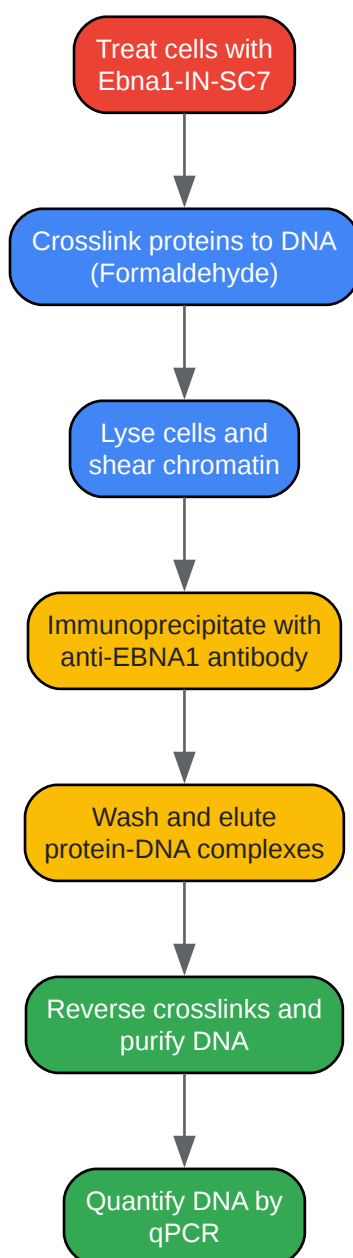 Treat cells with
Ebna1-IN-SC7
Crosslink proteins to DNA
(Formaldehyde)
Lyse cells and
shear chromatin
Immunoprecipitate with
anti-EBNA1 antibody
Wash and elute
protein-DNA complexes
Reverse crosslinks and
purify DNA
Quantify DNA by
qPCR